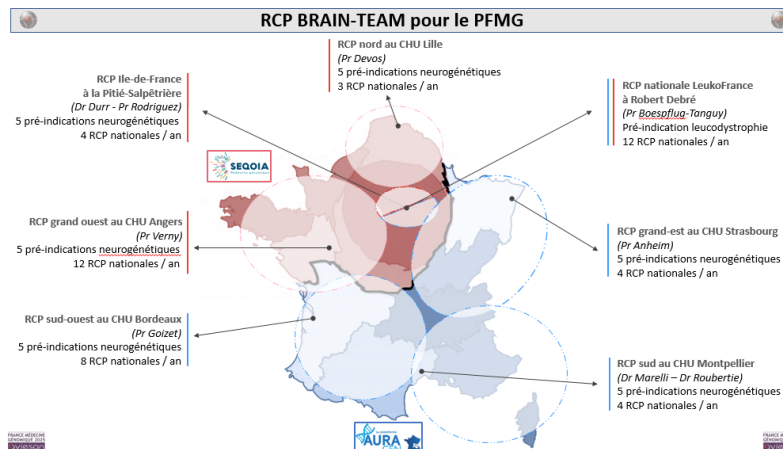 RCP BRAIN-TEAM pour le PFMG
RCP nord au CHU Lille
(Pr Devos)
5 pré-indications neurogénétiques
3 RCP nationales / an
RCP Ile-de-France
à la Pitié-Salpêtrière
(Dr Durr - Pr Rodriguez)
5 pré-indications neurogénétiques
4 RCP nationales / an
RCP nationale LeukoFrance
à Robert Debré
(Pr Boespflug-Tanguy)
Pré-indication leucodystrophie
12 RCP nationales / an
SEQOIA
RCP grand ouest au CHU Angers
(Pr Verny)
5 pré-indications neurogénétiques
12 RCP nationales / an
RCP grand-est au CHU Strasbourg
(Pr Anheim)
5 pré-indications neurogénétiques
4 RCP nationales / an
RCP sud-ouest au CHU Bordeaux
(Pr Goizet)
5 pré-indications neurogénétiques
8 RCP nationales / an
RCP sud au CHU Montpellier
(Dr Marelli – Dr Roubertie)
5 pré-indications neurogénétiques
4 RCP nationales / an
AURA
FRANCE MÉDECINE
GÉNOMIQUE 2025
aviesan